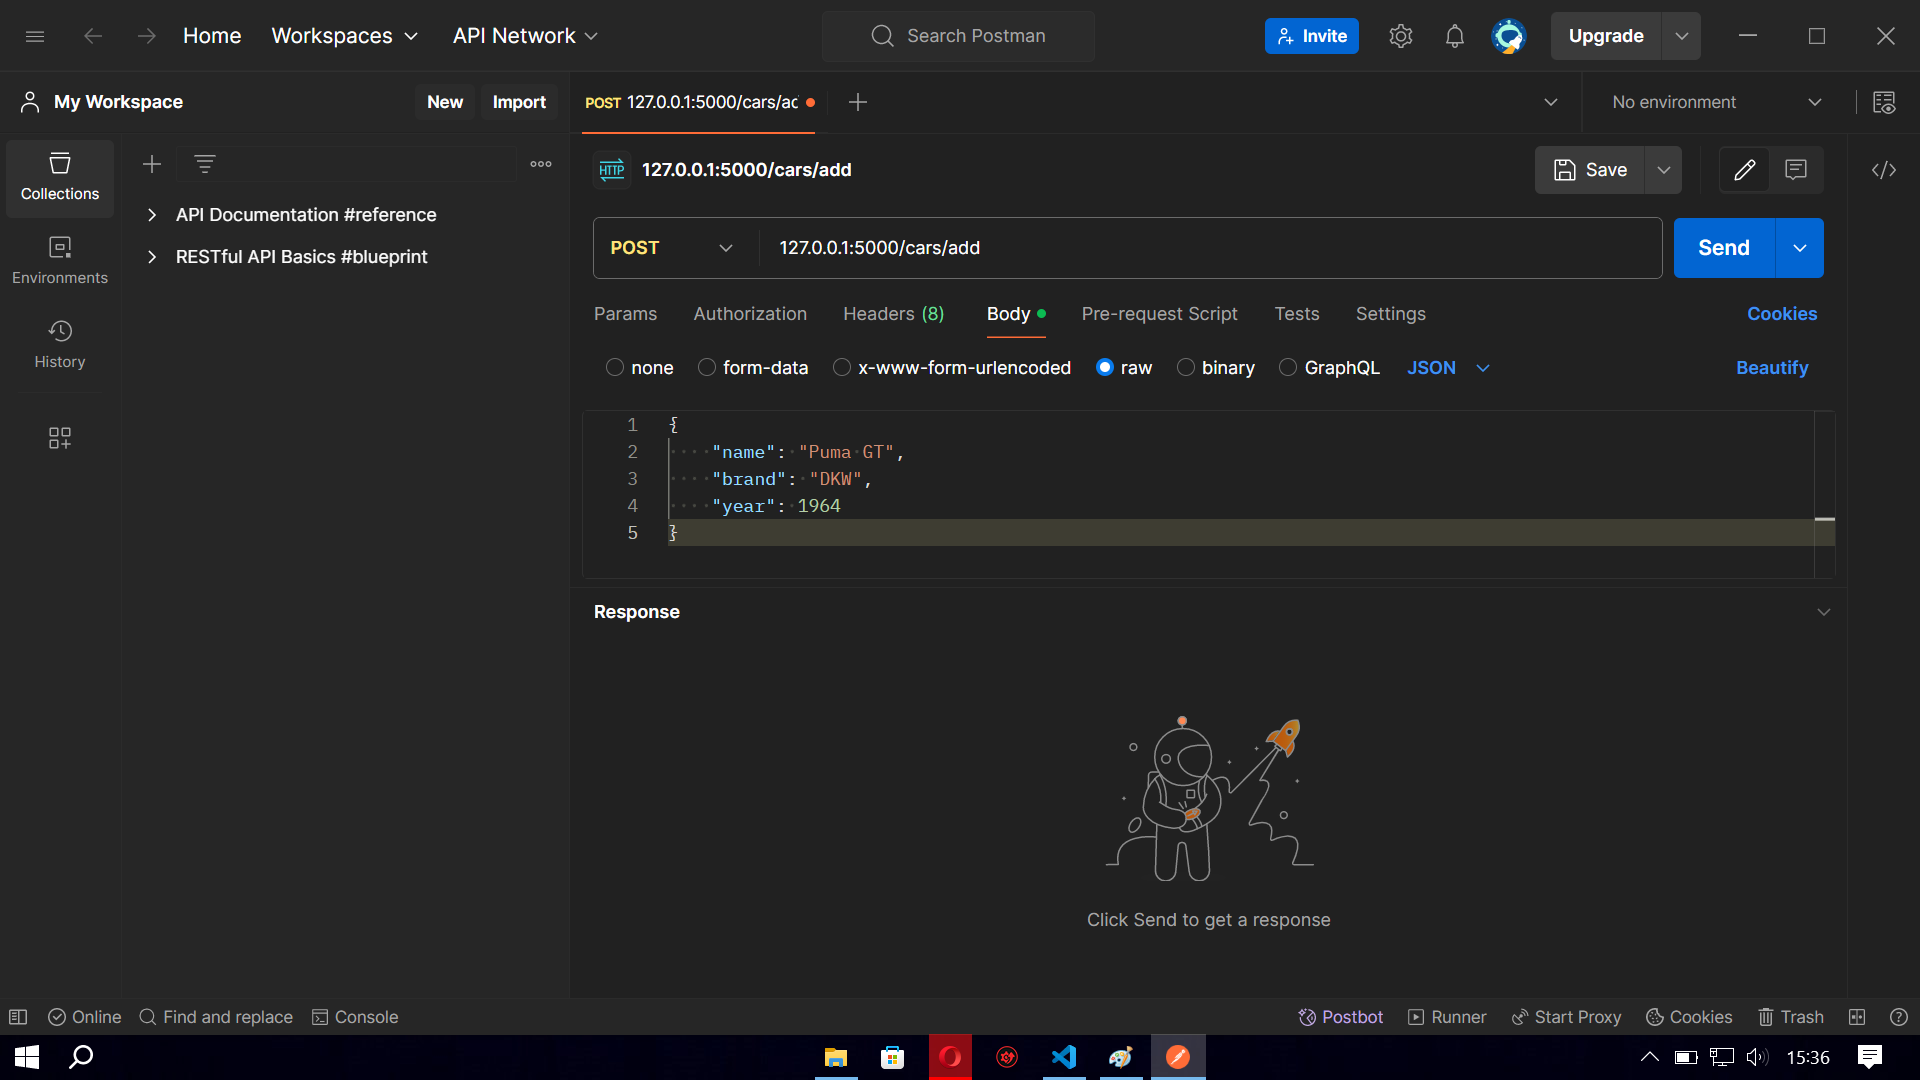 Home Workspaces API Network Search Postman Invite Upgrade
My Workspace New Import POST 127.0.0.1:5000/cars/ac No environment
HTTP 127.0.0.1:5000/cars/add Save
Collections
API Documentation #reference
RESTful API Basics #blueprint
Environments
History
POST 127.0.0.1:5000/cars/add Send
Params Authorization Headers (8) Body Pre-request Script Tests Settings Cookies
none form-data x-www-form-urlencoded raw binary GraphQL JSON Beautify
1 {
2 "name": "Puma GT",
3 "brand": "DKW",
4 "year": 1964
5 }
Response
Click Send to get a response
Online Find and replace Console Postbot Runner Start Proxy Cookies Trash
15:36